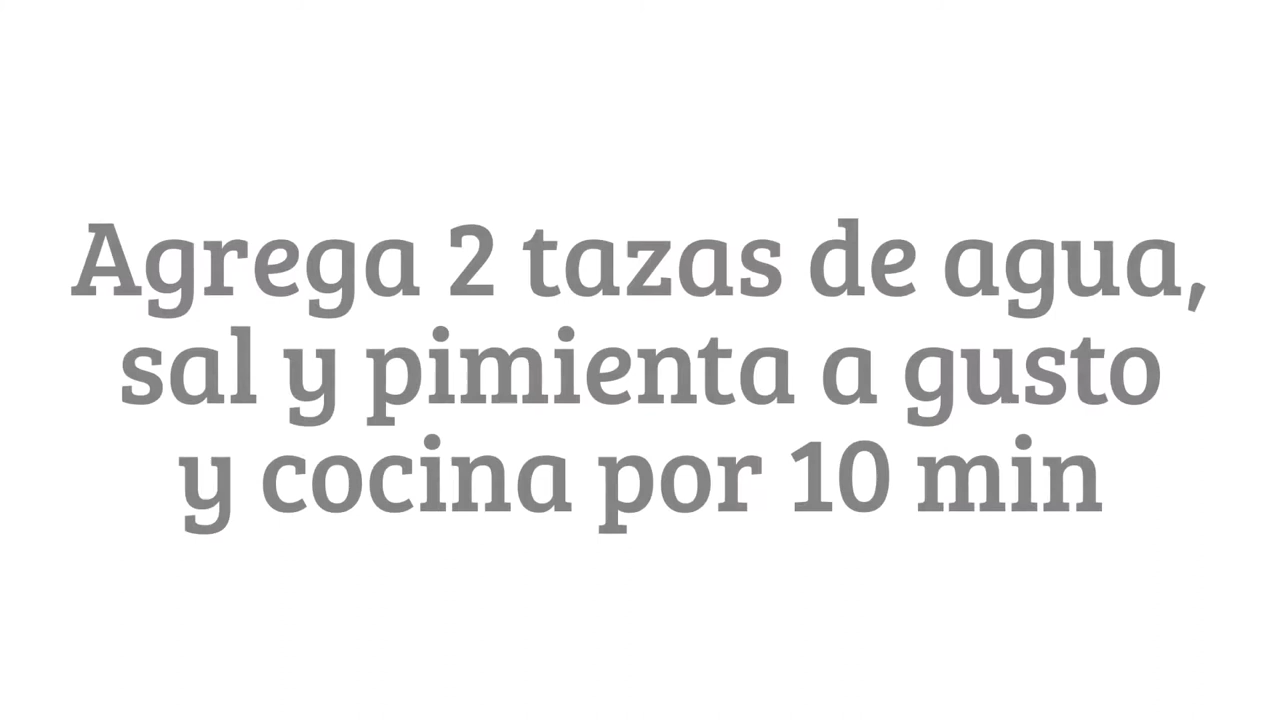 Agrega 2 tazas de agua,
sal y pimienta a gusto
y cocina por 10 min